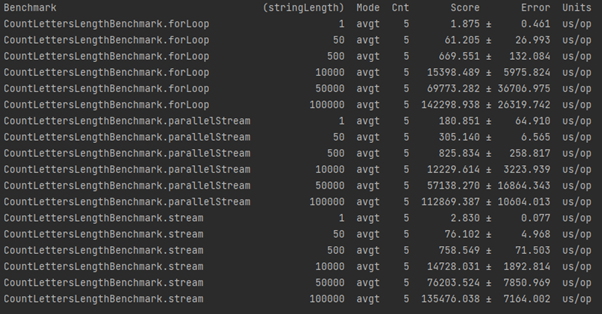 Benchmark (stringLength) Mode Cnt Score Error Units
CountLettersLengthBenchmark.forLoop 1 avgt 5 1.875 ± 0.461 us/op
CountLettersLengthBenchmark.forLoop 50 avgt 5 61.205 ± 26.993 us/op
CountLettersLengthBenchmark.forLoop 500 avgt 5 669.551 ± 132.084 us/op
CountLettersLengthBenchmark.forLoop 10000 avgt 5 15398.489 ± 5975.824 us/op
CountLettersLengthBenchmark.forLoop 50000 avgt 5 69773.282 ± 36706.975 us/op
CountLettersLengthBenchmark.forLoop 100000 avgt 5 142298.938 ± 26319.742 us/op
CountLettersLengthBenchmark.parallelStream 1 avgt 5 180.851 ± 64.910 us/op
CountLettersLengthBenchmark.parallelStream 50 avgt 5 305.140 ± 6.565 us/op
CountLettersLengthBenchmark.parallelStream 500 avgt 5 825.834 ± 258.817 us/op
CountLettersLengthBenchmark.parallelStream 10000 avgt 5 12229.614 ± 3223.939 us/op
CountLettersLengthBenchmark.parallelStream 50000 avgt 5 57138.270 ± 16864.343 us/op
CountLettersLengthBenchmark.parallelStream 100000 avgt 5 112869.387 ± 10604.013 us/op
CountLettersLengthBenchmark.stream 1 avgt 5 2.830 ± 0.077 us/op
CountLettersLengthBenchmark.stream 50 avgt 5 76.102 ± 4.968 us/op
CountLettersLengthBenchmark.stream 500 avgt 5 758.549 ± 71.503 us/op
CountLettersLengthBenchmark.stream 10000 avgt 5 14728.031 ± 1892.814 us/op
CountLettersLengthBenchmark.stream 50000 avgt 5 76203.524 ± 7850.969 us/op
CountLettersLengthBenchmark.stream 100000 avgt 5 135476.038 ± 7164.002 us/op